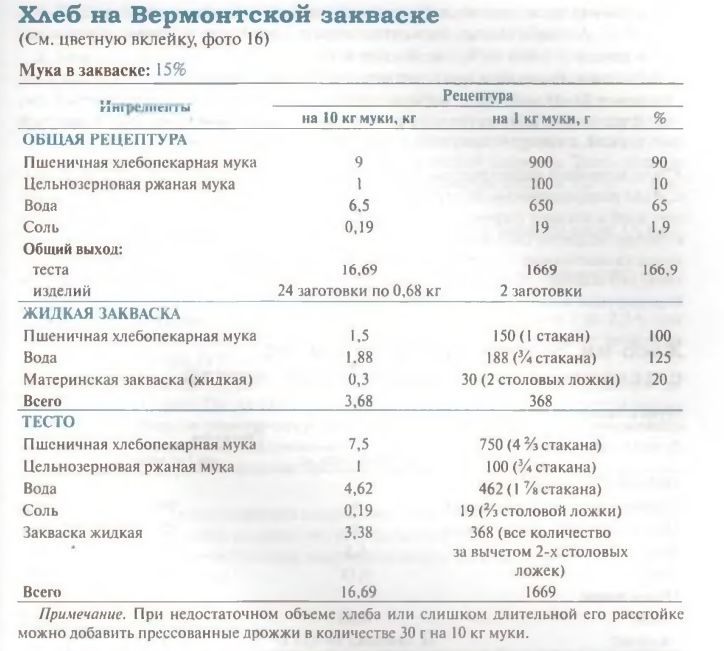 Хлеб на Вермонтской закваске
(См. цветную вклейку, фото 16)
Мука в закваске: 15%
Ингредиенты
Рецептура
на 10 кг муки, кг на 1 кг муки, г %
ОБЩАЯ РЕЦЕПТУРА
Пшеничная хлебопекарная мука 9 900 90
Цельнозерновая ржаная мука 1 100 10
Вода 6,5 650 65
Соль 0,19 19 1,9
Общий выход:
теста 16,69 1669 166,9
изделий 24 заготовки по 0,68 кг 2 заготовки
ЖИДКАЯ ЗАКВАСКА
Пшеничная хлебопекарная мука 1,5 150 (1 стакан) 100
Вода 1,88 188 (¾ стакана) 125
Материнская закваска (жидкая) 0,3 30 (2 столовых ложки) 20
Всего 3,68 368
ТЕСТО
Пшеничная хлебопекарная мука 7,5 750 (4 ⅔ стакана)
Цельнозерновая ржаная мука 1 100 (¾ стакана)
Вода 4,62 462 (1 ⅞ стакана)
Соль 0,19 19 (⅔ столовой ложки)
Закваска жидкая 3,38 368 (все количество
за вычетом 2-х столовых
ложек)
Всего 16,69 1669
Примечание. При недостаточном объеме хлеба или слишком длительной его расстойке
можно добавить прессованные дрожжи в количестве 30 г на 10 кг муки.